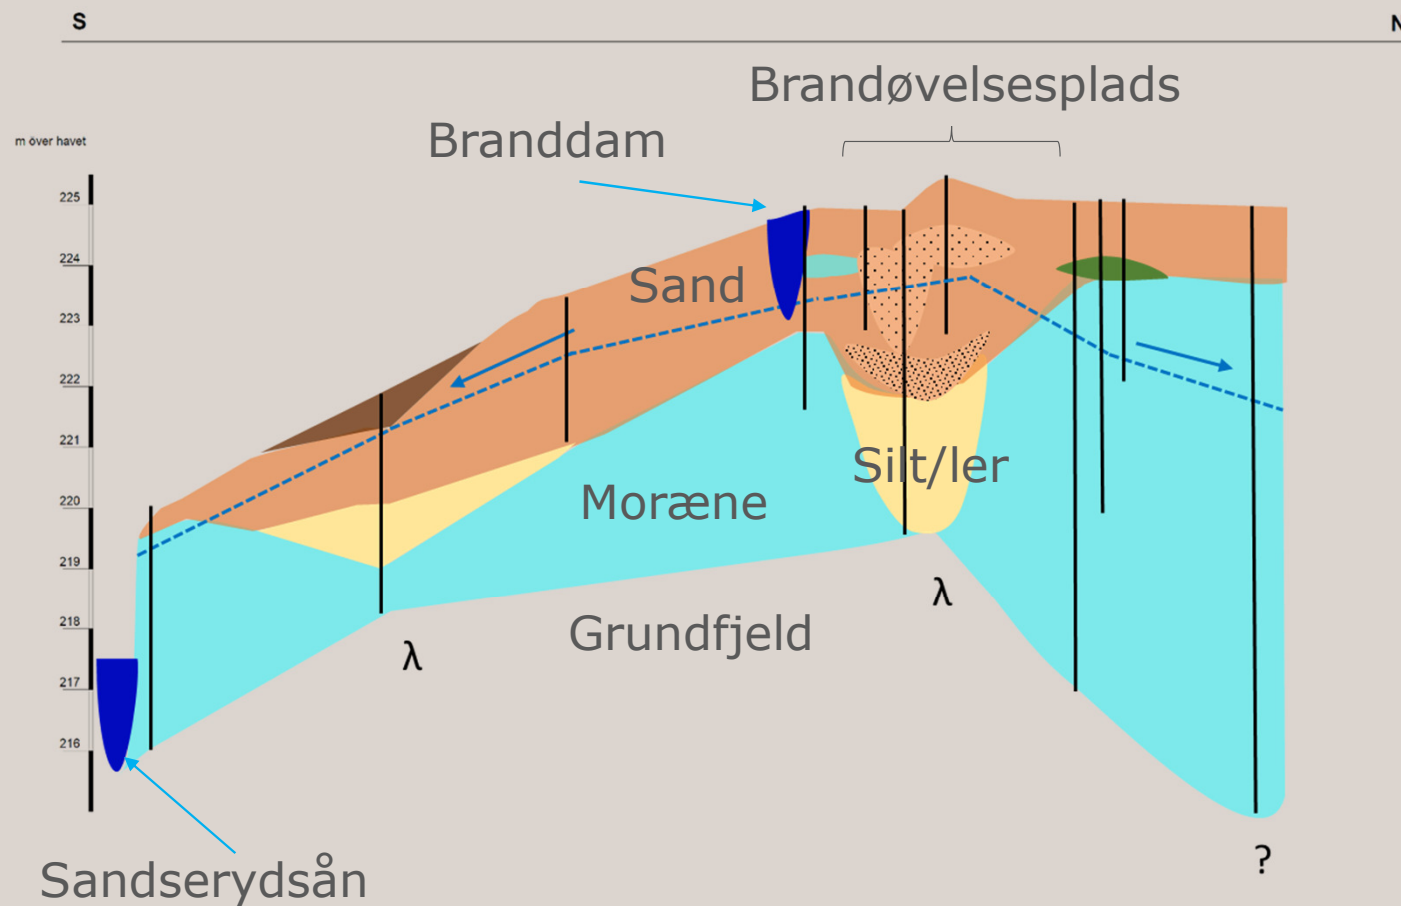 S
N
Brandøvelsesplads
Branddam
m över havet
225
224
Sand
223
222
221
Silt/ler
220
Moræne
219
218
λ
Grundfjeld
λ
217
216
?
Sandserydsån